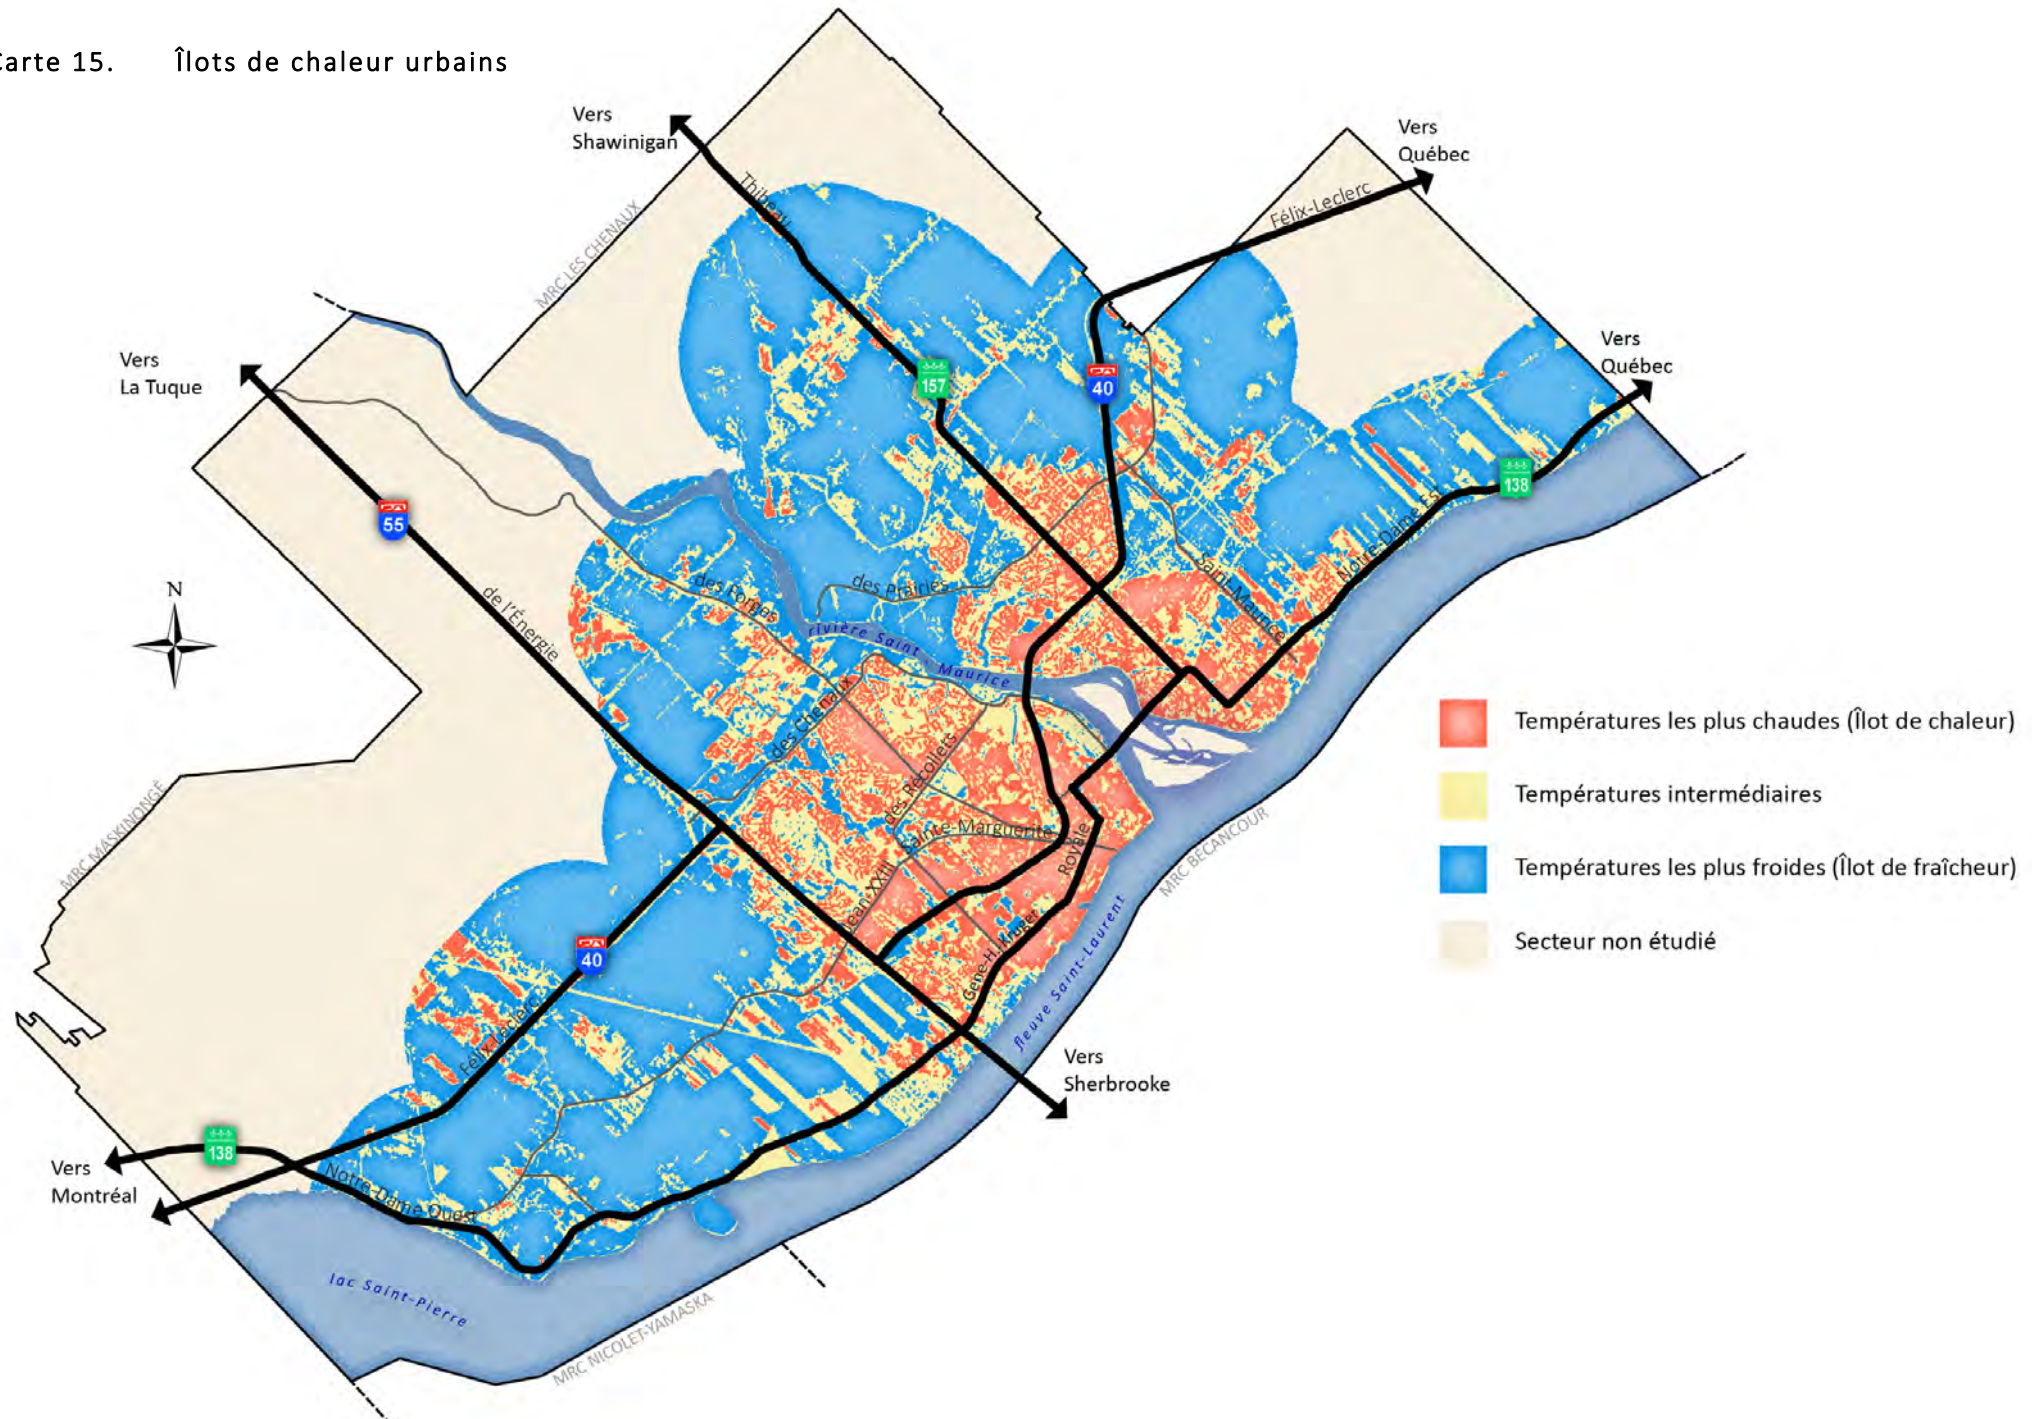 Carte 15. Îlots de chaleur urbains
Vers
Shawinigan
Vers
Québec
Thibeau
Félix-Leclerc
MRC LES CHENAUX
Vers
Québec
Vers
La Tuque
157
40
138
55
Notre-Dame Est
Saint-Maurice
des Prairies
des Forges
de l'Énergie
N
rivière Saint - Maurice
des Chenaux
des Récollets
Températures les plus chaudes (Îlot de chaleur)
Températures intermédiaires
Températures les plus froides (Îlot de fraîcheur)
Secteur non étudié
MRC MASKINONGÉ
MRC BÉCANCOUR
Sainte-Marguerite
Royale
Jean-XXIII
Gene-H.-Kruger
fleuve Saint-Laurent
40
Félix-Leclerc
Vers
Sherbrooke
138
Vers
Montréal
Notre-Dame Ouest
lac Saint-Pierre
MRC NICOLET-YAMASKA